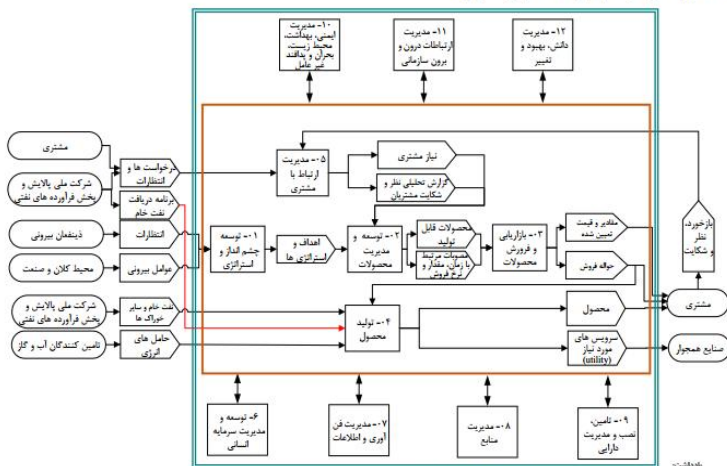 ۱۰- مدیریت
ایمنی، بهداشت،
محیط زیست،
بحران و پدافند
غیر عامل
۱۱- مدیریت
ارتباطات درون و
برون سازمانی
۱۲- مدیریت
دانش، بهبود و
تغییر
مشتری
شرکت ملی پالایش و
پخش فرآورده های نفتی
ذینفعان بیرونی
محیط کلان و صنعت
شرکت ملی پالایش و
پخش فرآورده های نفتی
تامین کنندگان آب و گاز
درخواست ها و
انتظارات
برنامه دریافت
نفت خام
انتظارات
عوامل بیرونی
نفت خام و سایر
خوراک ها
حامل های
انرژی
۰۵- مدیریت
ارتباط با
مشتری
نیاز مشتری
گزارش تحلیلی نظر و
شکایت مشتریان
۰۱- توسعه
چشم انداز و
استراتژی
اهداف و
استراتژی ها
۰۲- توسعه و
مدیریت
محصولات
محصولات قابل
تولید
مصوبات مرتبط
با زمان، مقدار و
نرخ فروش
۰۳- بازاریابی
و فرورش
محصولات
مقادیر و قیمت
تعیین شده
حواله فروش
بازخورد،
نظر
و شکایت
۰۴- تولید
محصول
محصول
سرویس های
مورد نیاز
(utility)
مشتری
صنایع همجوار
۶- توسعه و
مدیریت سرمایه
انسانی
۰۷- مدیریت فن
آوری و اطلاعات
۰۸- مدیریت
منابع
۰۹- تامین،
نصب و مدیریت
دارایی